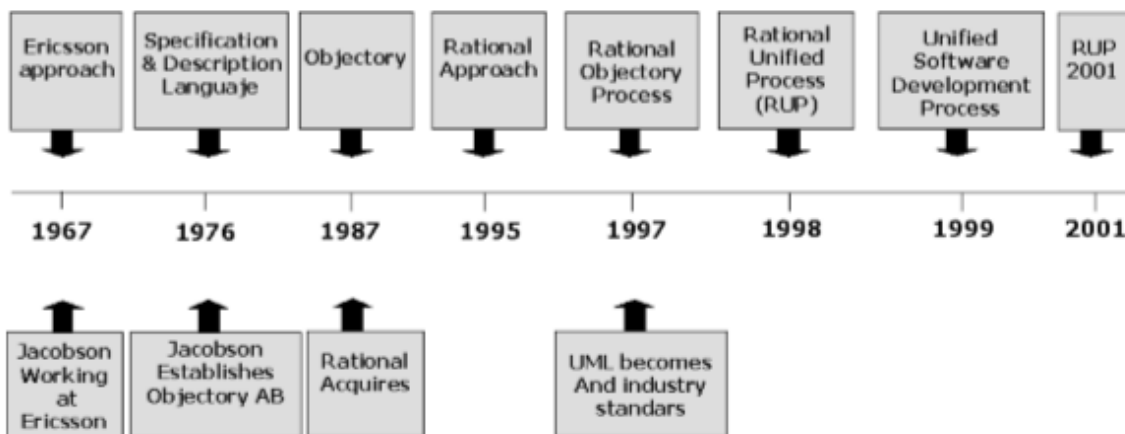 Ericsson
approach
Specification
& Description
Languaje
Objectory
Rational
Approach
Rational
Objectory
Process
Rational
Unified
Process
(RUP)
Unified
Software
Development
Process
RUP
2001
1967
1976
1987
1995
1997
1998
1999
2001
Jacobson
Working
at
Ericsson
Jacobson
Establishes
Objectory AB
Rational
Acquires
UML becomes
And industry
standars